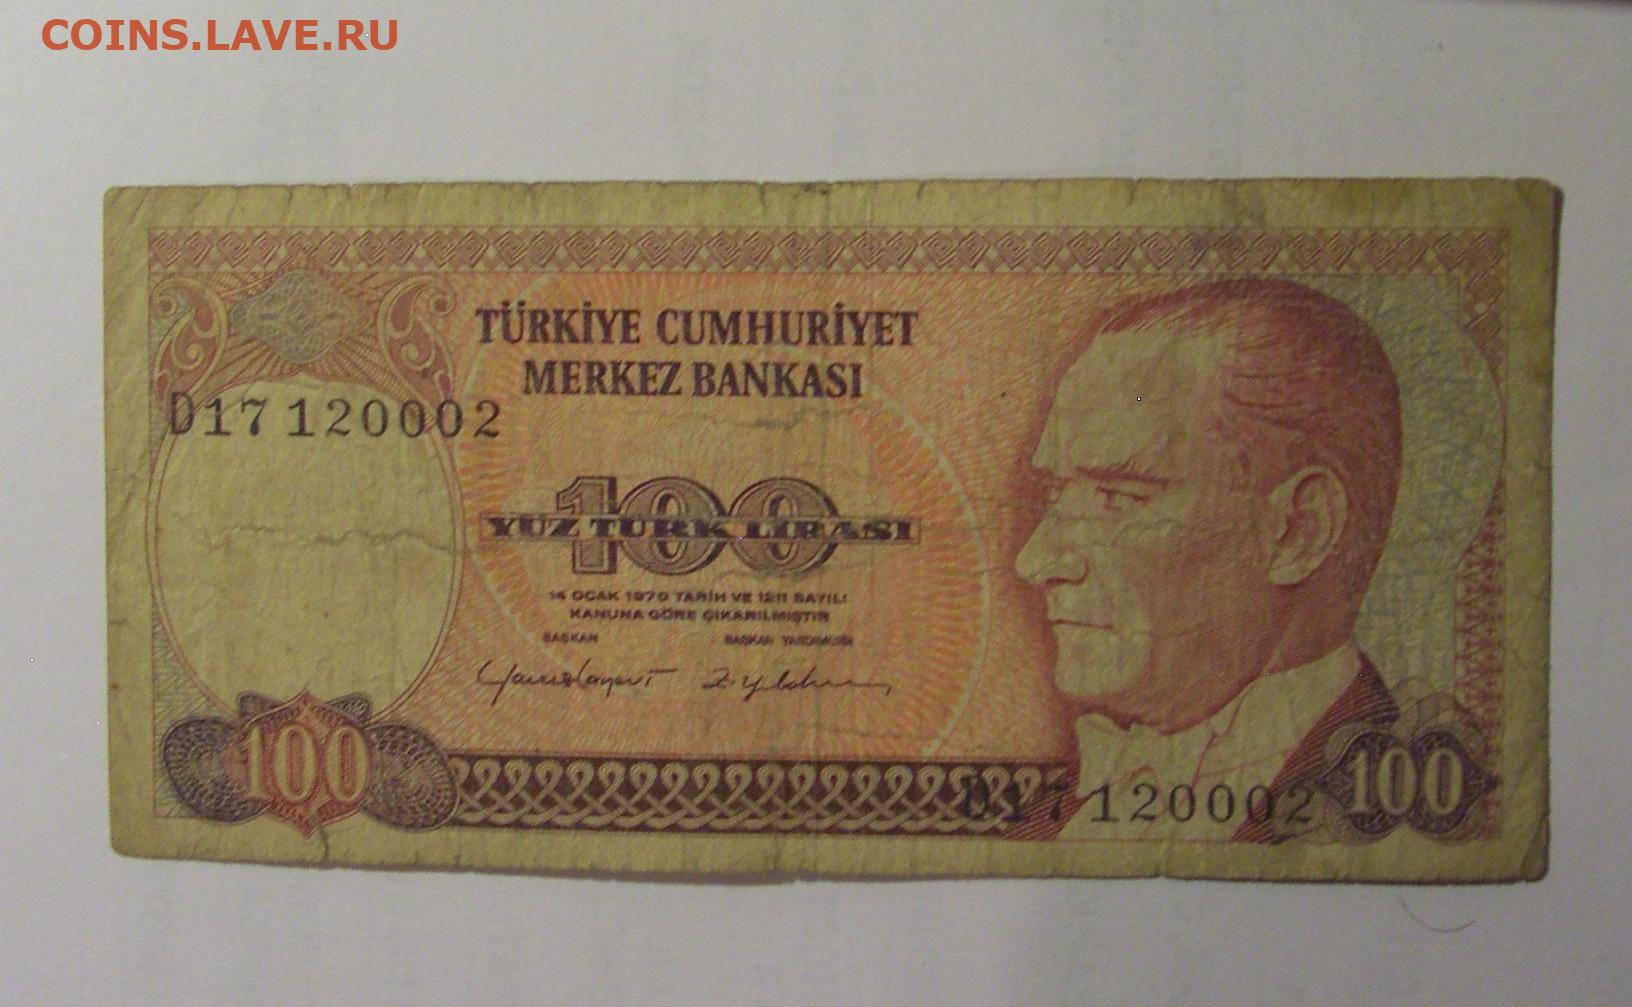 COINS.LAVE.RU
TÜRKİYE CUMHURİYET
MERKEZ BANKASI
D17 120002
100
YÜZ TÜRK LİRASI
14 OCAK 1970 TARİH VE 1211 SAYILI
KANUNA GÖRE ÇIKARILMIŞTIR
BAŞKAN BAŞKAN YARDIMCISI
100
D17 120002
100